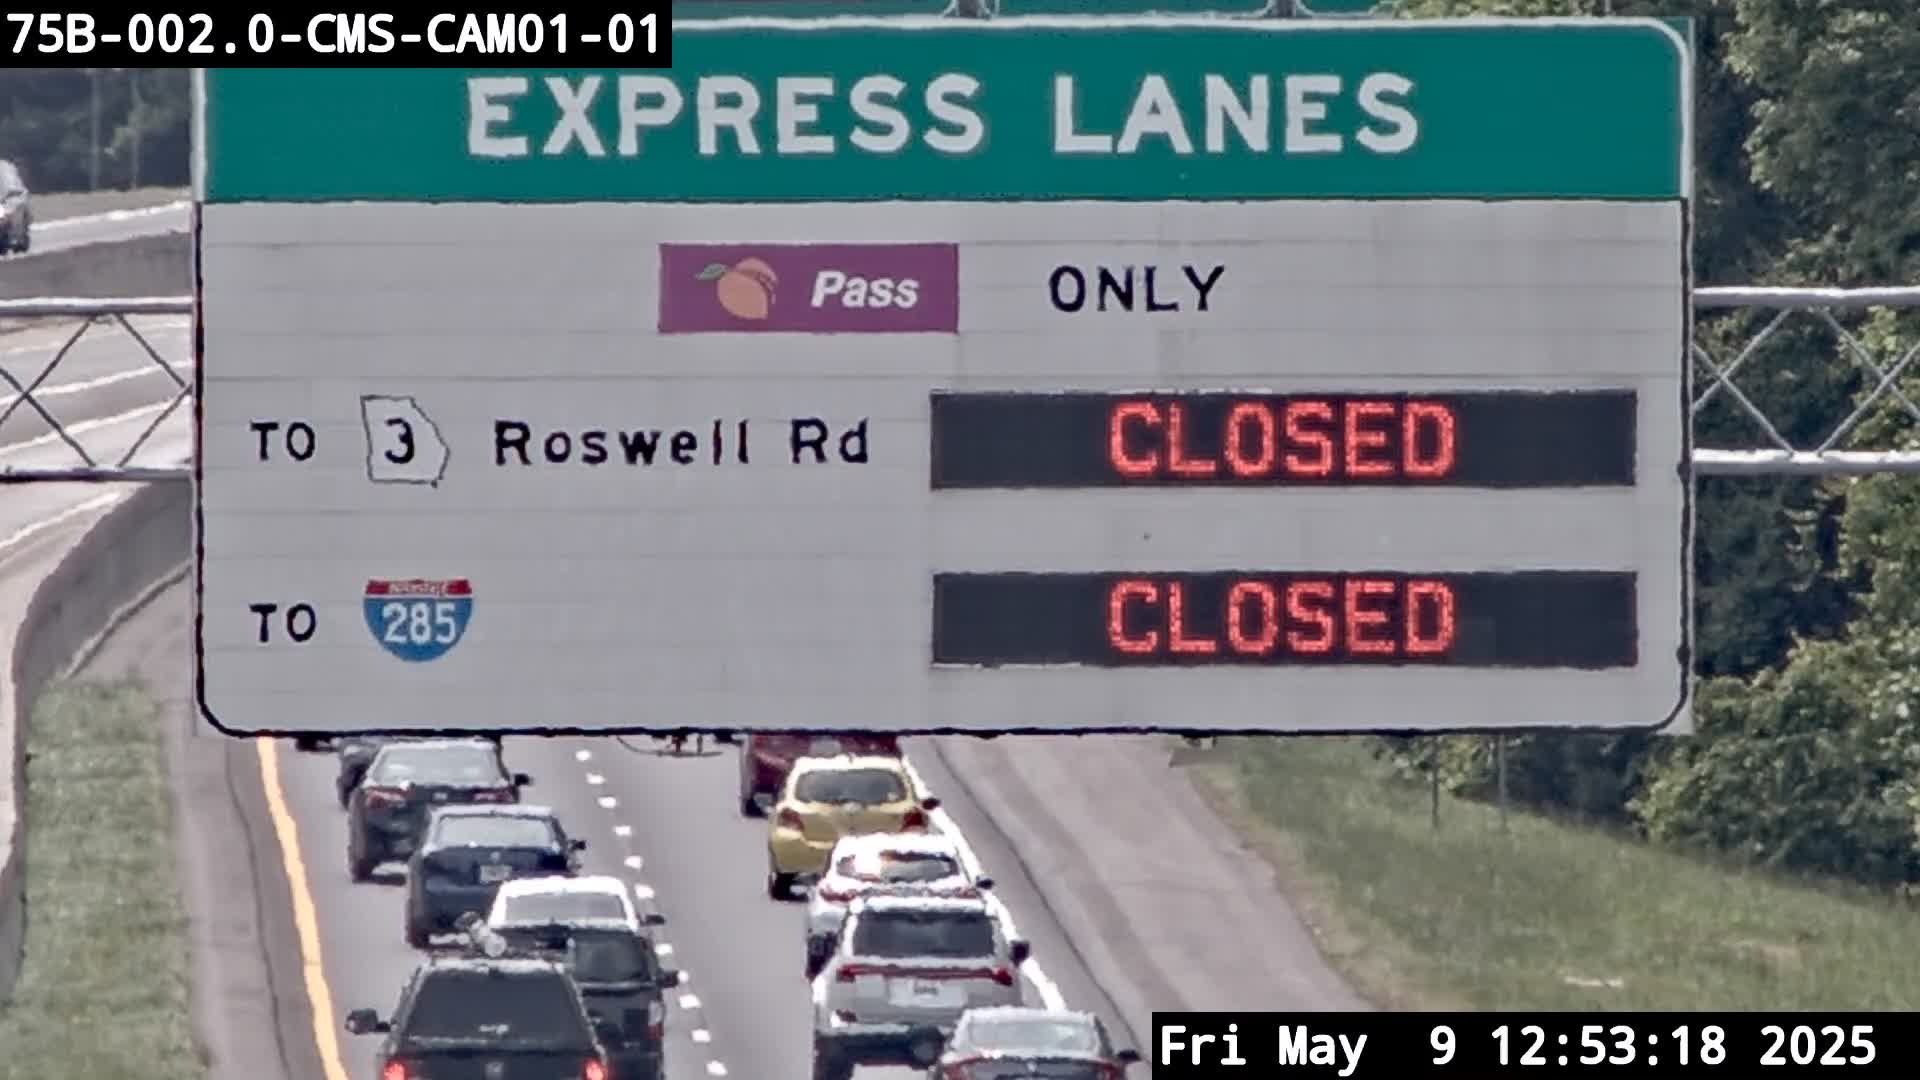 75B-002.0-CMS-CAM01-01
EXPRESS LANES
Pass ONLY
TO 3 Roswell Rd CLOSED
TO INTERSTATE 285 CLOSED
Fri May  9 12:53:18 2025